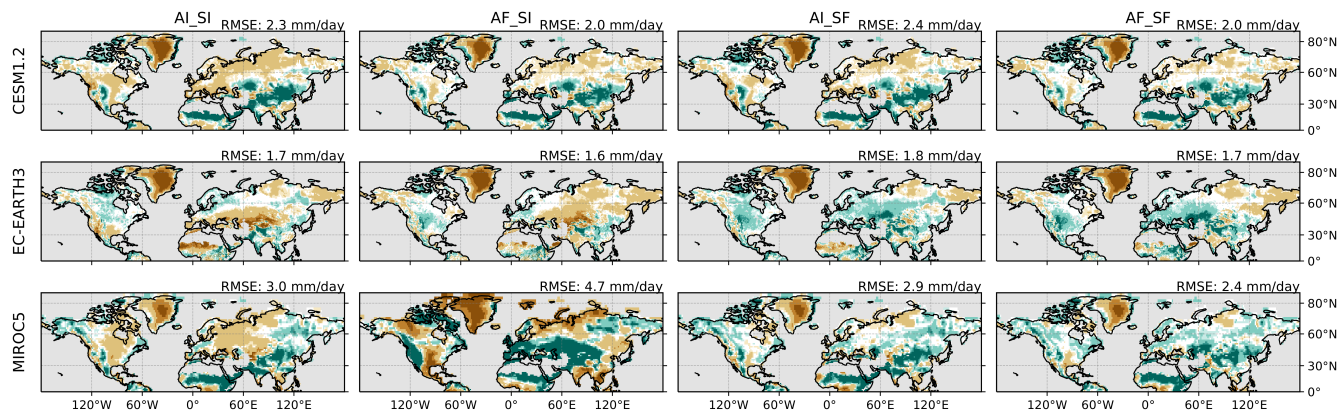 AI_SI
RMSE: 2.3 mm/day
AF_SI
RMSE: 2.0 mm/day
AI_SF
RMSE: 2.4 mm/day
AF_SF
RMSE: 2.0 mm/day
CESM1.2
80°N
60°N
30°N
0°
RMSE: 1.7 mm/day
RMSE: 1.6 mm/day
RMSE: 1.8 mm/day
RMSE: 1.7 mm/day
EC-EARTH3
80°N
60°N
30°N
0°
RMSE: 3.0 mm/day
RMSE: 4.7 mm/day
RMSE: 2.9 mm/day
RMSE: 2.4 mm/day
MIROC5
80°N
60°N
30°N
0°
120°W 60°W 0° 60°E 120°E
120°W 60°W 0° 60°E 120°E
120°W 60°W 0° 60°E 120°E
120°W 60°W 0° 60°E 120°E